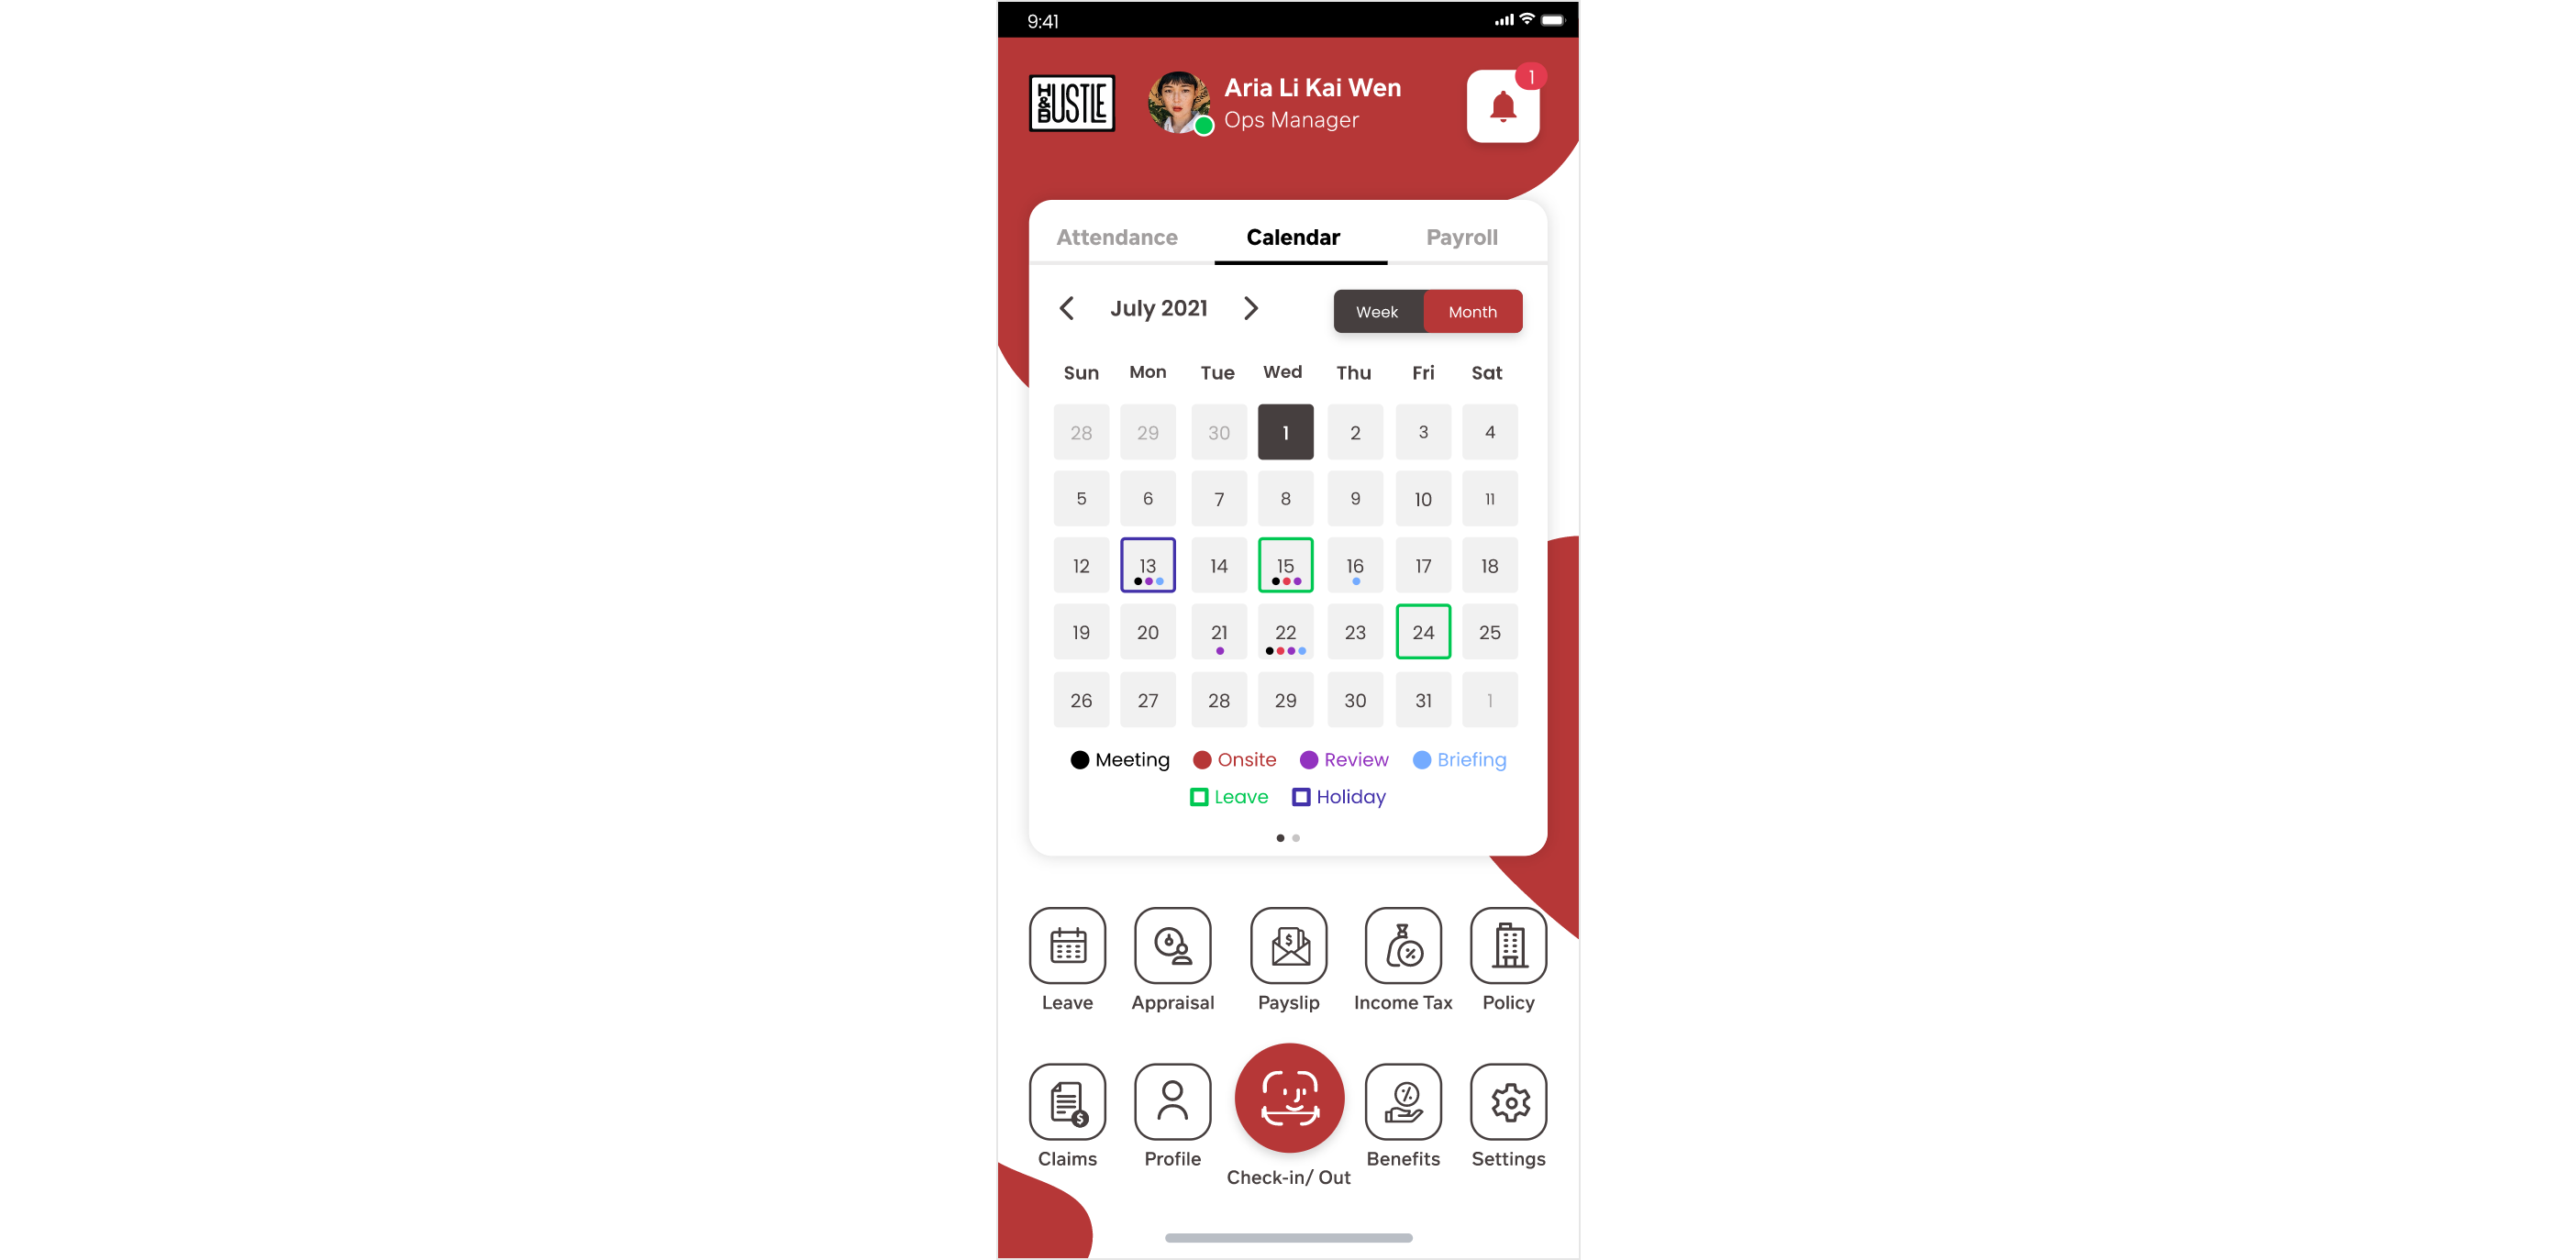 9:41
H&B HUSTLE
Aria Li Kai Wen
Ops Manager
1
Attendance Calendar Payroll
July 2021
Week Month
Sun Mon Tue Wed Thu Fri Sat
28 29 30 1 2 3 4
5 6 7 8 9 10 11
12 13 14 15 16 17 18
19 20 21 22 23 24 25
26 27 28 29 30 31 1
Meeting Onsite Review Briefing
Leave Holiday
Leave Appraisal Payslip Income Tax Policy
Claims Profile Benefits Settings
Check-in/ Out